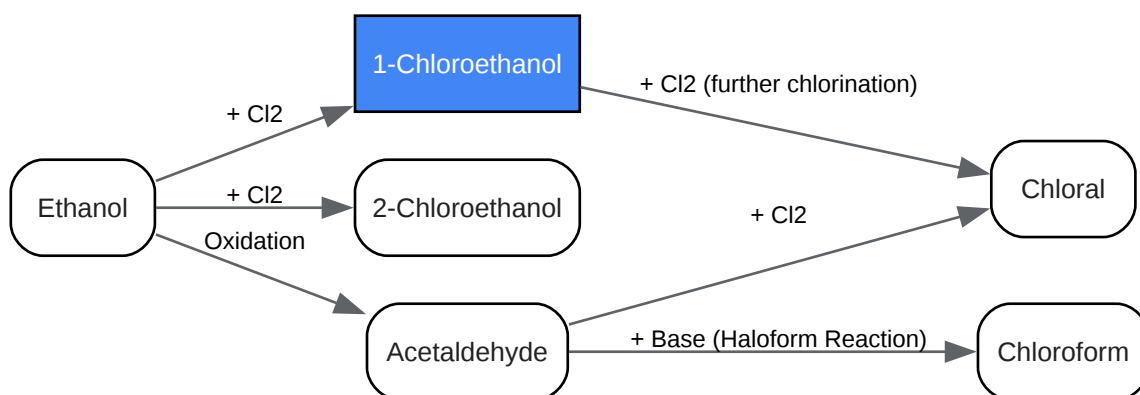 1-Chloroethanol
+ Cl2 (further chlorination)
+ Cl2
Ethanol
+ Cl2
2-Chloroethanol
Chloral
+ Cl2
Oxidation
Acetaldehyde
+ Base (Haloform Reaction)
Chloroform